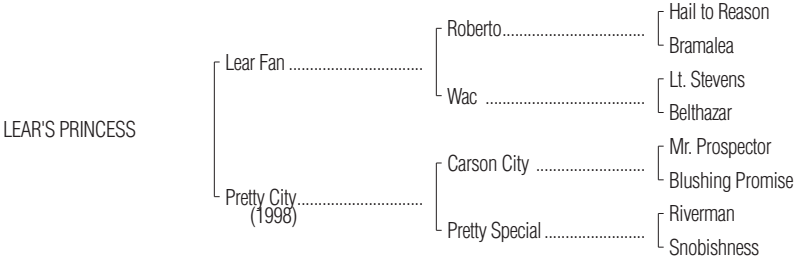 Hail to Reason
Roberto..................................
Bramalea
Lear Fan ................................
Lt. Stevens
Wac ......................................
Belthazar
LEAR'S PRINCESS
Mr. Prospector
Carson City ..........................
Blushing Promise
Pretty City..............................
(1998)
Riverman
Pretty Special ........................
Snobishness